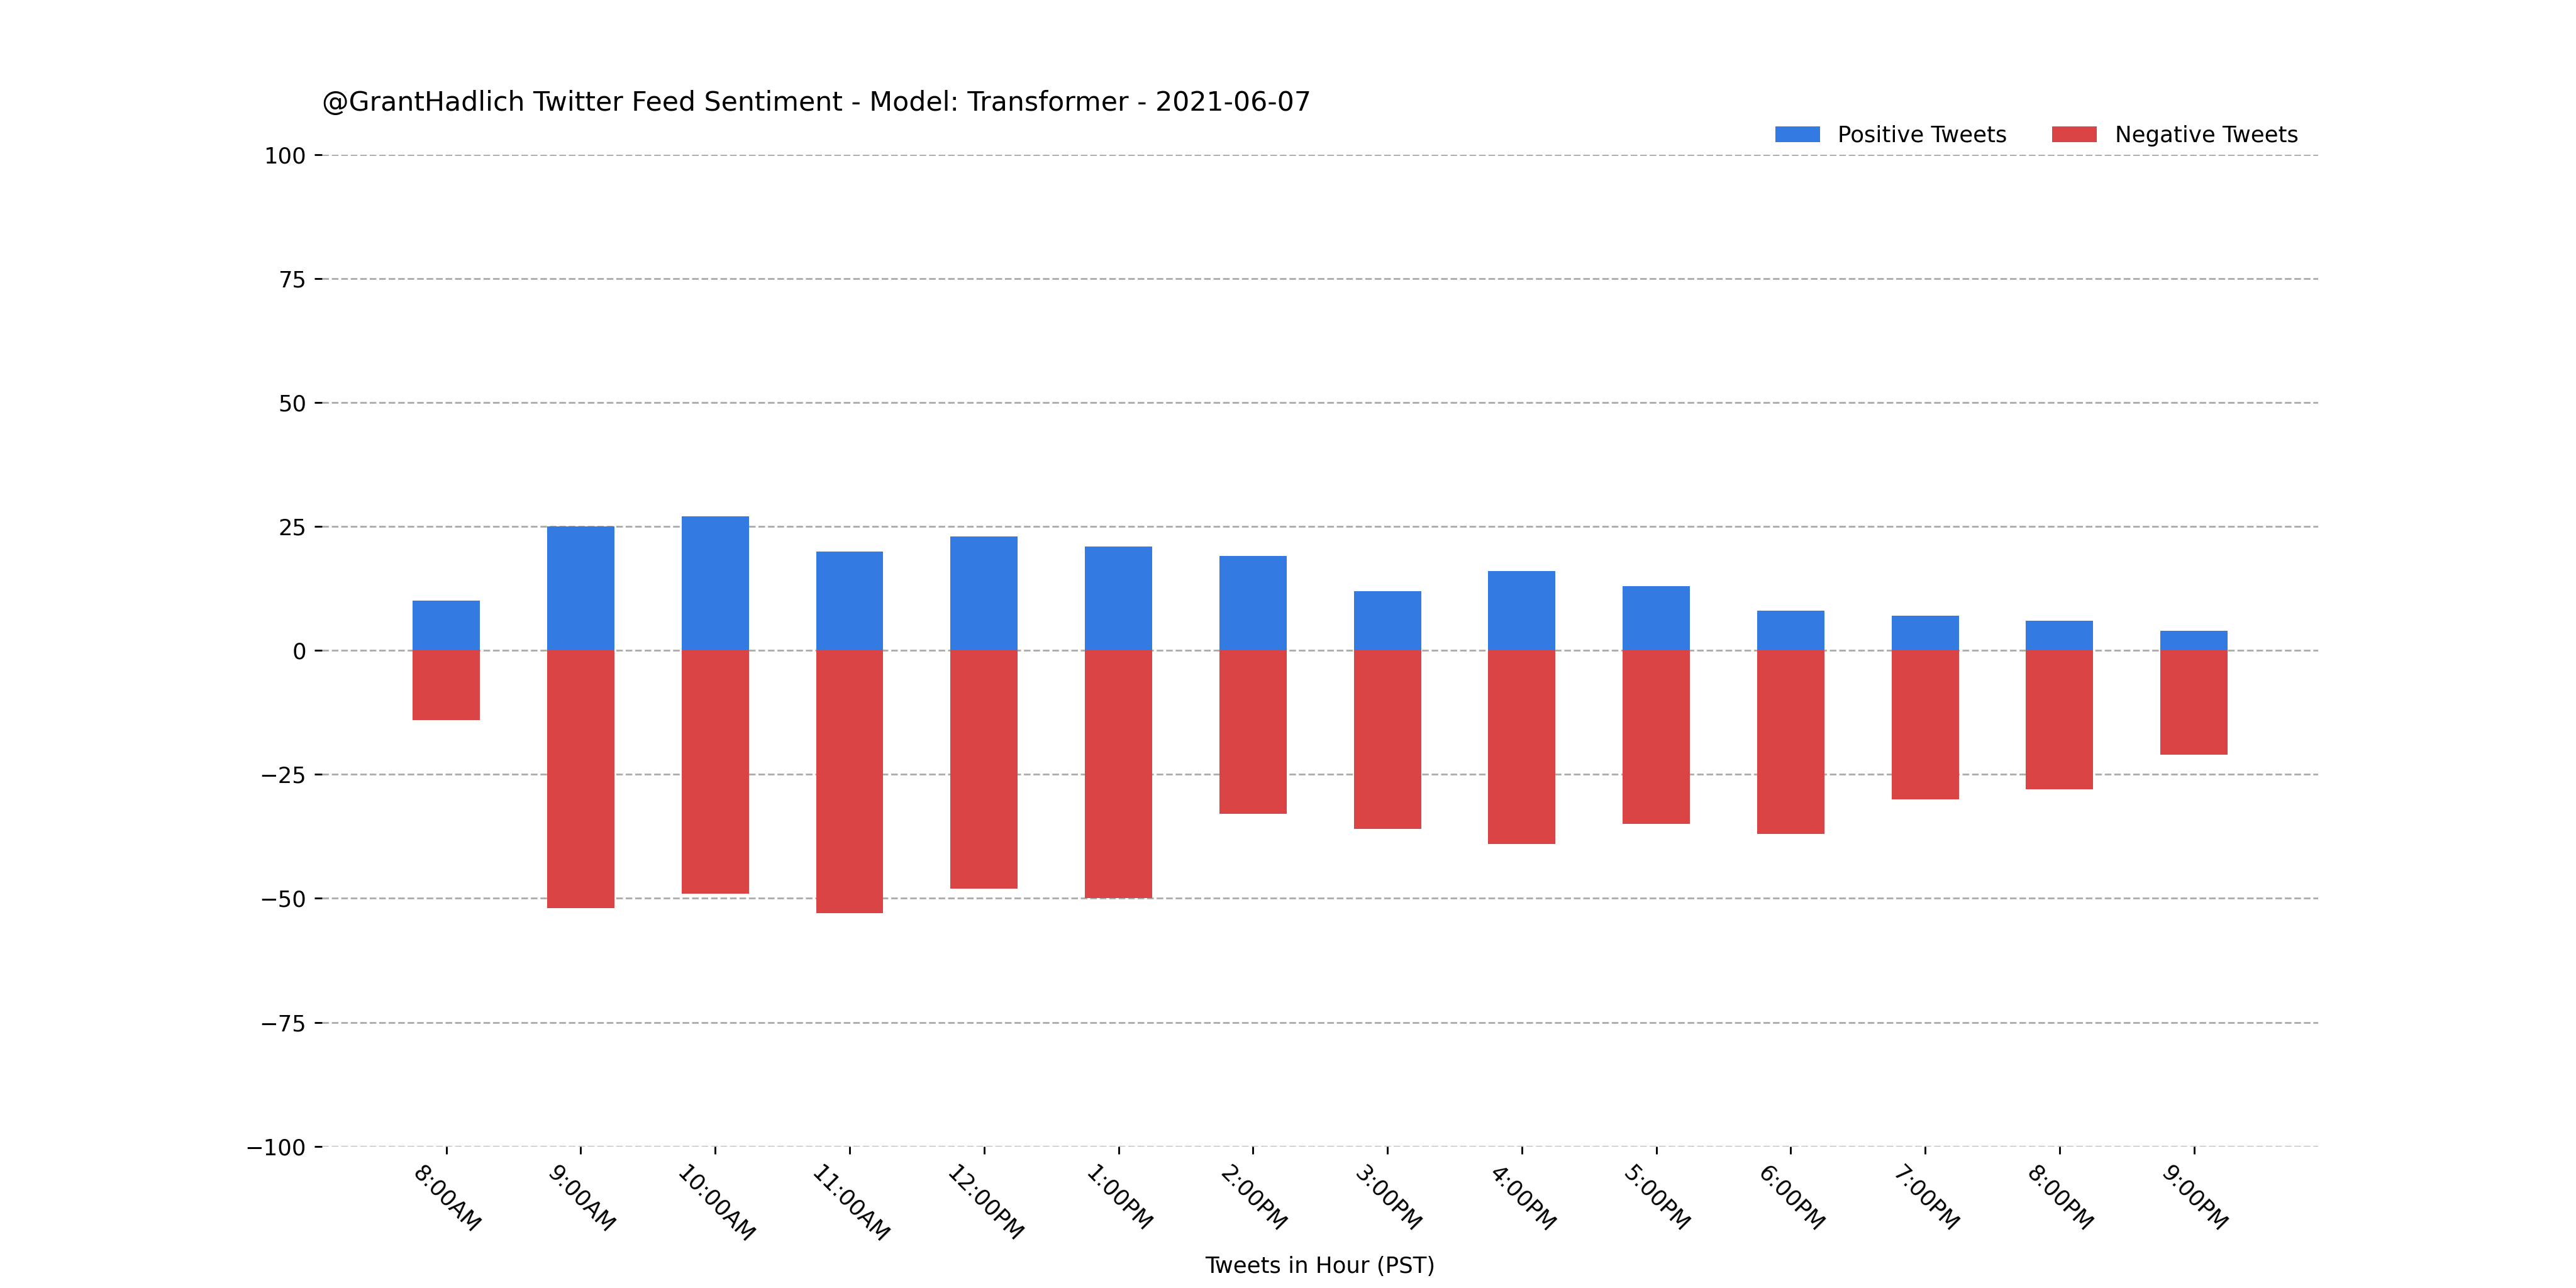 @GrantHadlich Twitter Feed Sentiment - Model: Transformer - 2021-06-07
Positive Tweets
Negative Tweets
100
75
50
25
0
−25
−50
−75
−100
8:00AM
9:00AM
10:00AM
11:00AM
12:00PM
1:00PM
2:00PM
3:00PM
4:00PM
5:00PM
6:00PM
7:00PM
8:00PM
9:00PM
Tweets in Hour (PST)